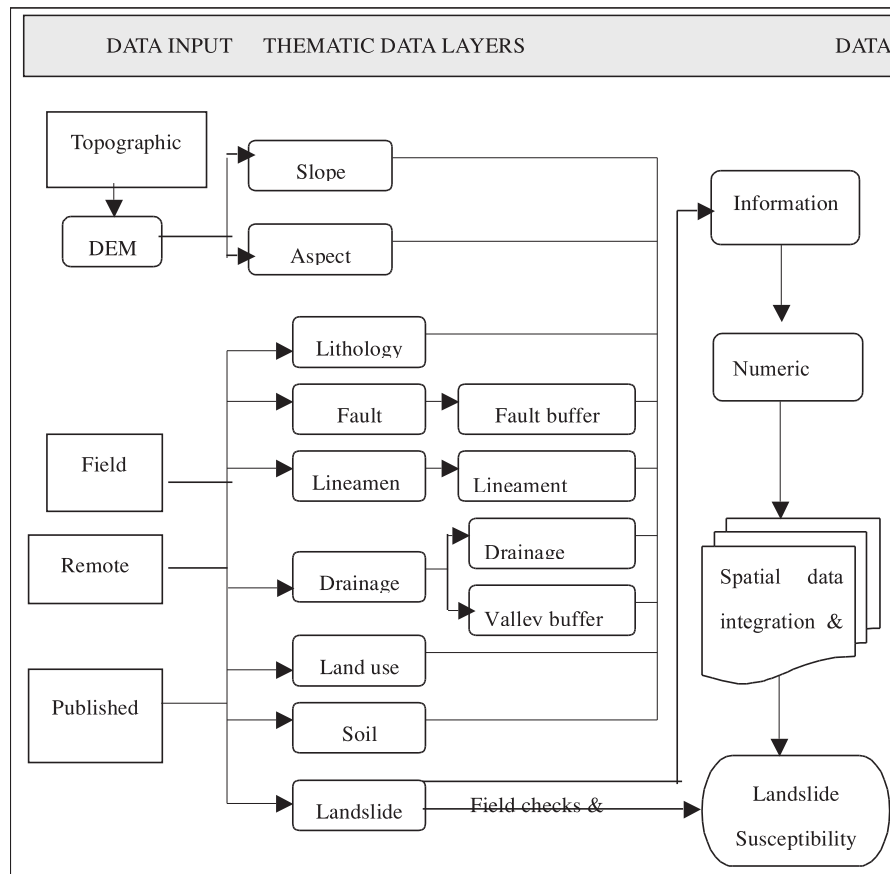 DATA INPUT THEMATIC DATA LAYERS DATA
Topographic
DEM
Slope
Aspect
Information
Lithology
Numeric
Fault
Fault buffer
Field
Lineamen
Lineament
Remote
Drainage
Drainage
Valley buffer
Spatial data
integration &
Land use
Published
Soil
Landslide
Field checks &
Landslide
Susceptibility